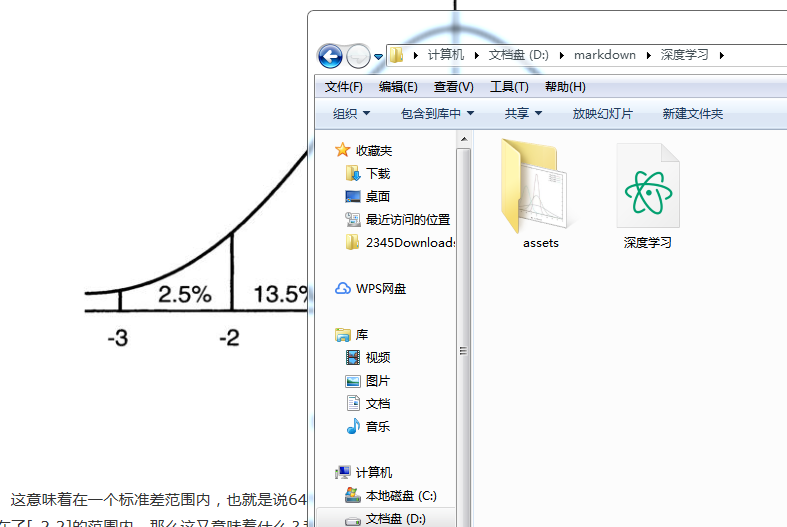 计算机 文档盘 (D:) markdown 深度学习
文件(F) 编辑(E) 查看(V) 工具(T) 帮助(H)
组织 包含到库中 共享 放映幻灯片 新建文件夹
收藏夹
下载
桌面
最近访问的位置
2345Downloads
WPS网盘
库
视频
图片
文档
音乐
计算机
本地磁盘 (C:)
文档盘 (D:)
assets
深度学习
2.5% 13.5%
-3 -2
这意味着在一个标准差范围内，也就是说64
在了[-2,2]的范围内，那么这又意味着什么？